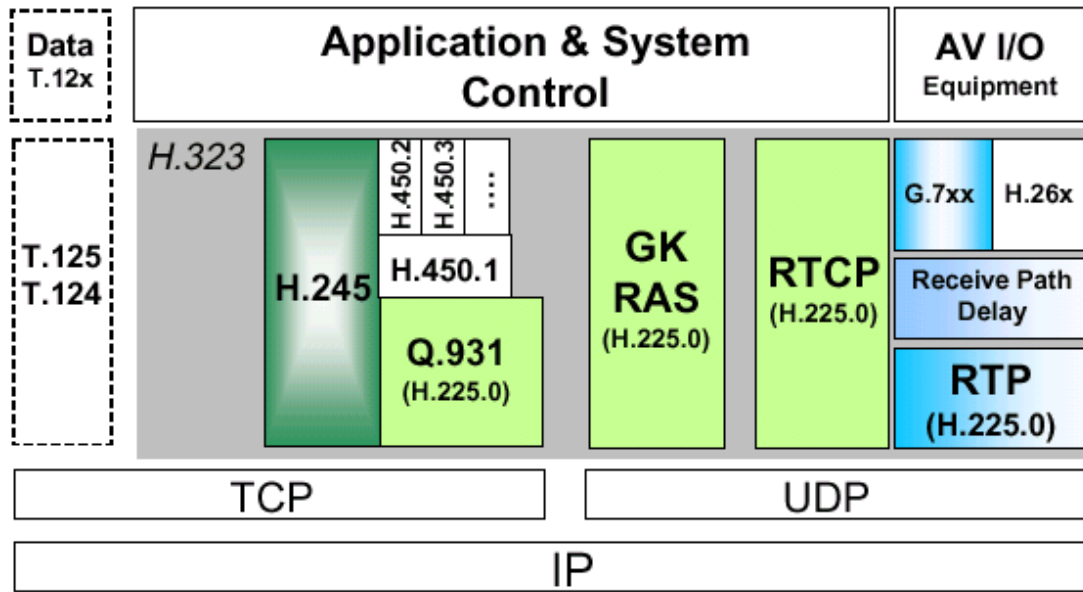 Data
T.12x
Application & System
Control
AV I/O
Equipment
H.323
T.125
T.124
H.245
H.450.2
H.450.3
....
H.450.1
Q.931
(H.225.0)
GK
RAS
(H.225.0)
RTCP
(H.225.0)
G.7xx
H.26x
Receive Path
Delay
RTP
(H.225.0)
TCP
UDP
IP